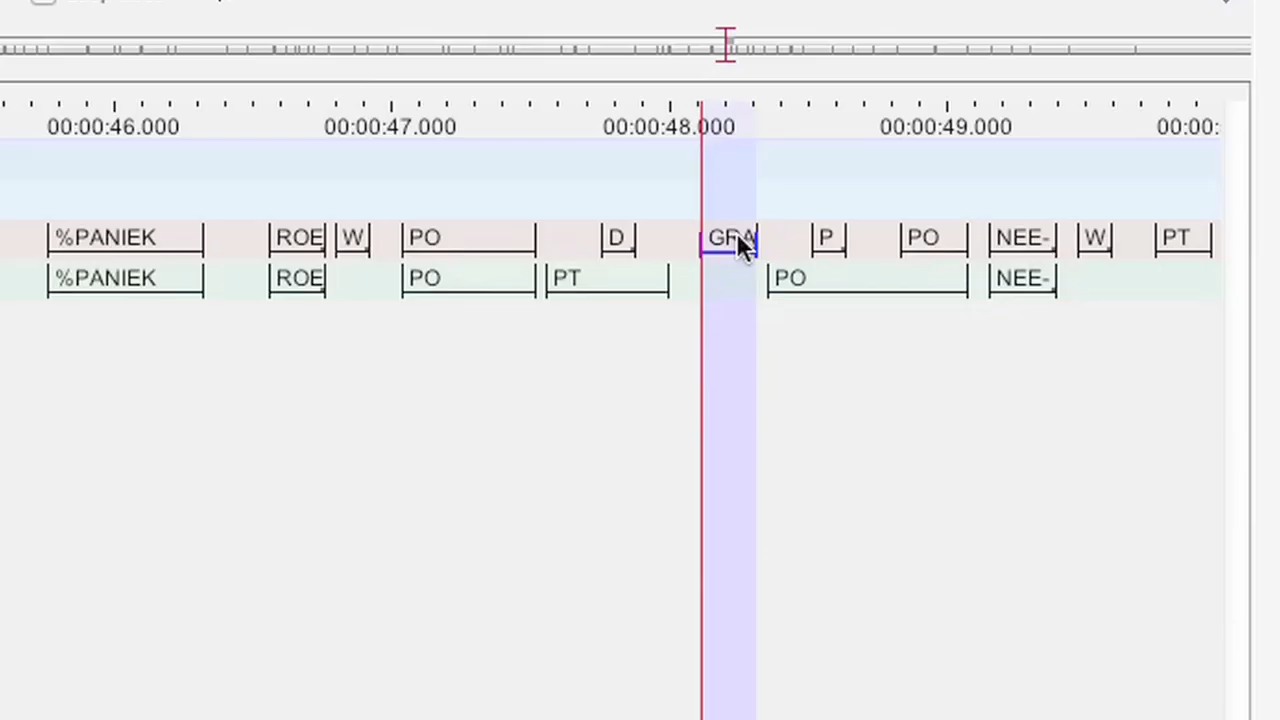 00:00:46.000 00:00:47.000 00:00:48.000 00:00:49.000 00:00:
%PANIEK ROE W PO D GRA P PO NEE- W PT
%PANIEK ROE PO PT PO NEE-